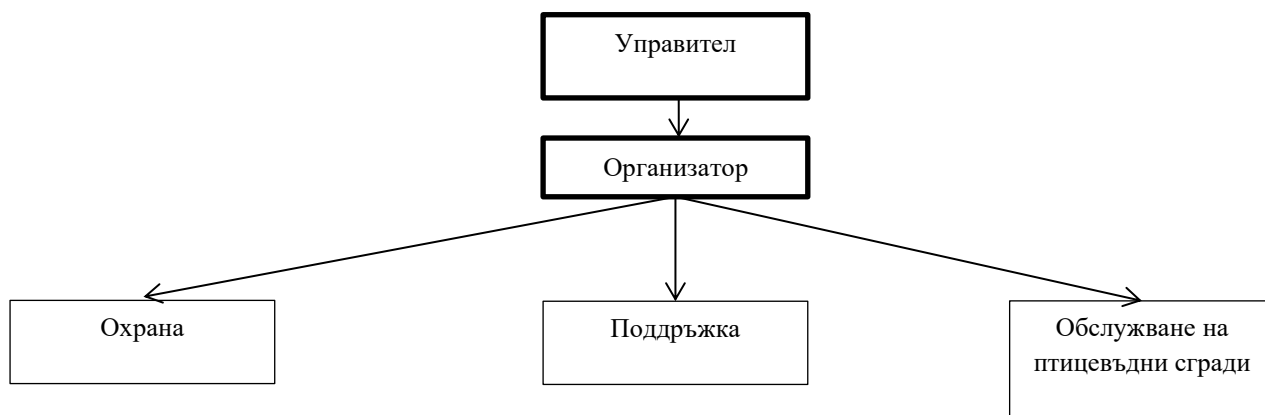 Управител
Организатор
Охрана
Поддръжка
Обслужване на
птицевъдни сгради